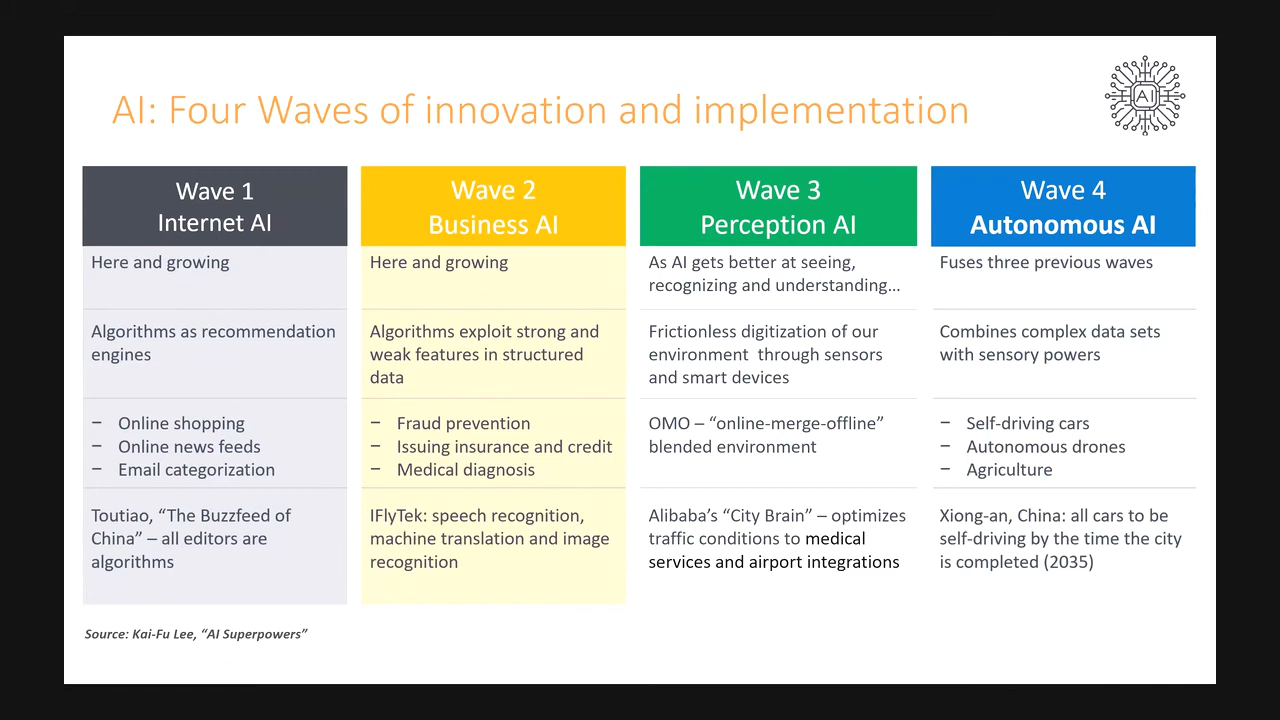 AI: Four Waves of innovation and implementation
AI
Wave 1
Internet AI
Here and growing
Algorithms as recommendation
engines
− Online shopping
− Online news feeds
− Email categorization
Toutiao, “The Buzzfeed of
China” – all editors are
algorithms
Wave 2
Business AI
Here and growing
Algorithms exploit strong and
weak features in structured
data
− Fraud prevention
− Issuing insurance and credit
− Medical diagnosis
IFlyTek: speech recognition,
machine translation and image
recognition
Wave 3
Perception AI
As AI gets better at seeing,
recognizing and understanding…
Frictionless digitization of our
environment  through sensors
and smart devices
OMO – “online-merge-offline”
blended environment
Alibaba’s “City Brain” – optimizes
traffic conditions to medical
services and airport integrations
Wave 4
Autonomous AI
Fuses three previous waves
Combines complex data sets
with sensory powers
− Self-driving cars
− Autonomous drones
− Agriculture
Xiong-an, China: all cars to be
self-driving by the time the city
is completed (2035)
Source: Kai-Fu Lee, “AI Superpowers”